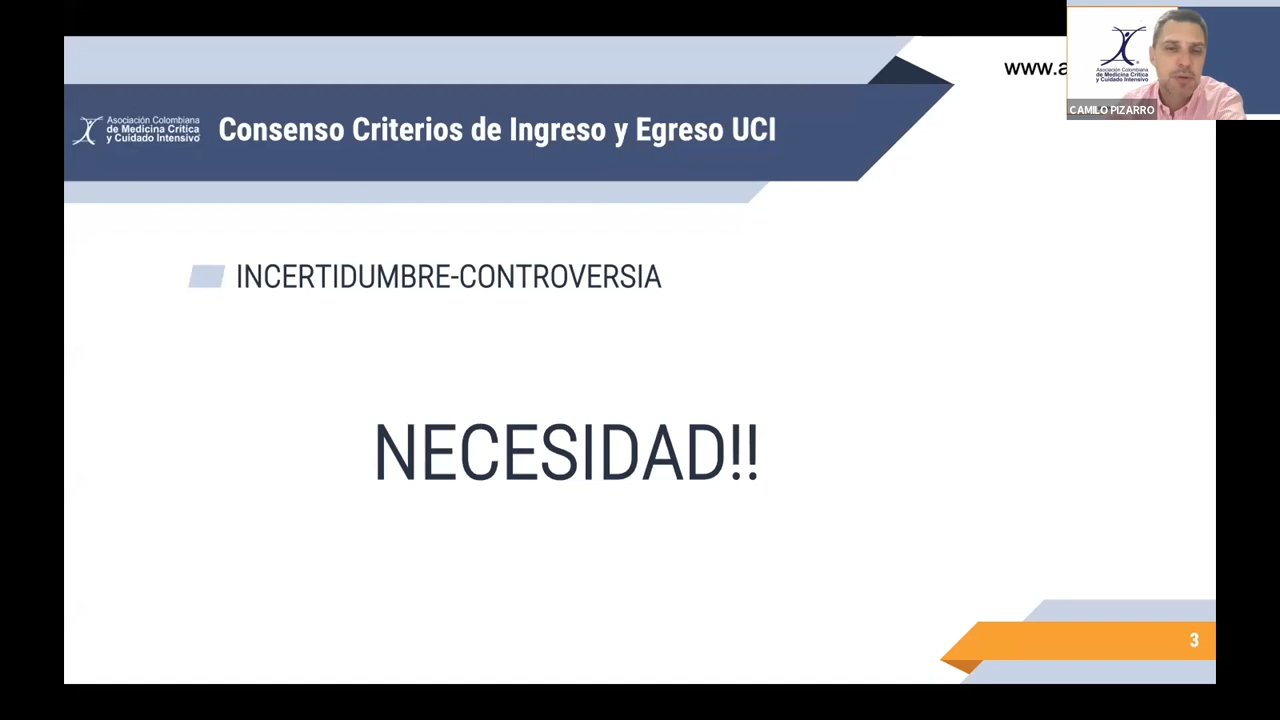 www.a
Asociación Colombiana
de Medicina Crítica
y Cuidado Intensivo
CAMILO PIZARRO
Asociación Colombiana
de Medicina Crítica
y Cuidado Intensivo
Consenso Criterios de Ingreso y Egreso UCI
INCERTIDUMBRE-CONTROVERSIA
NECESIDAD!!
3